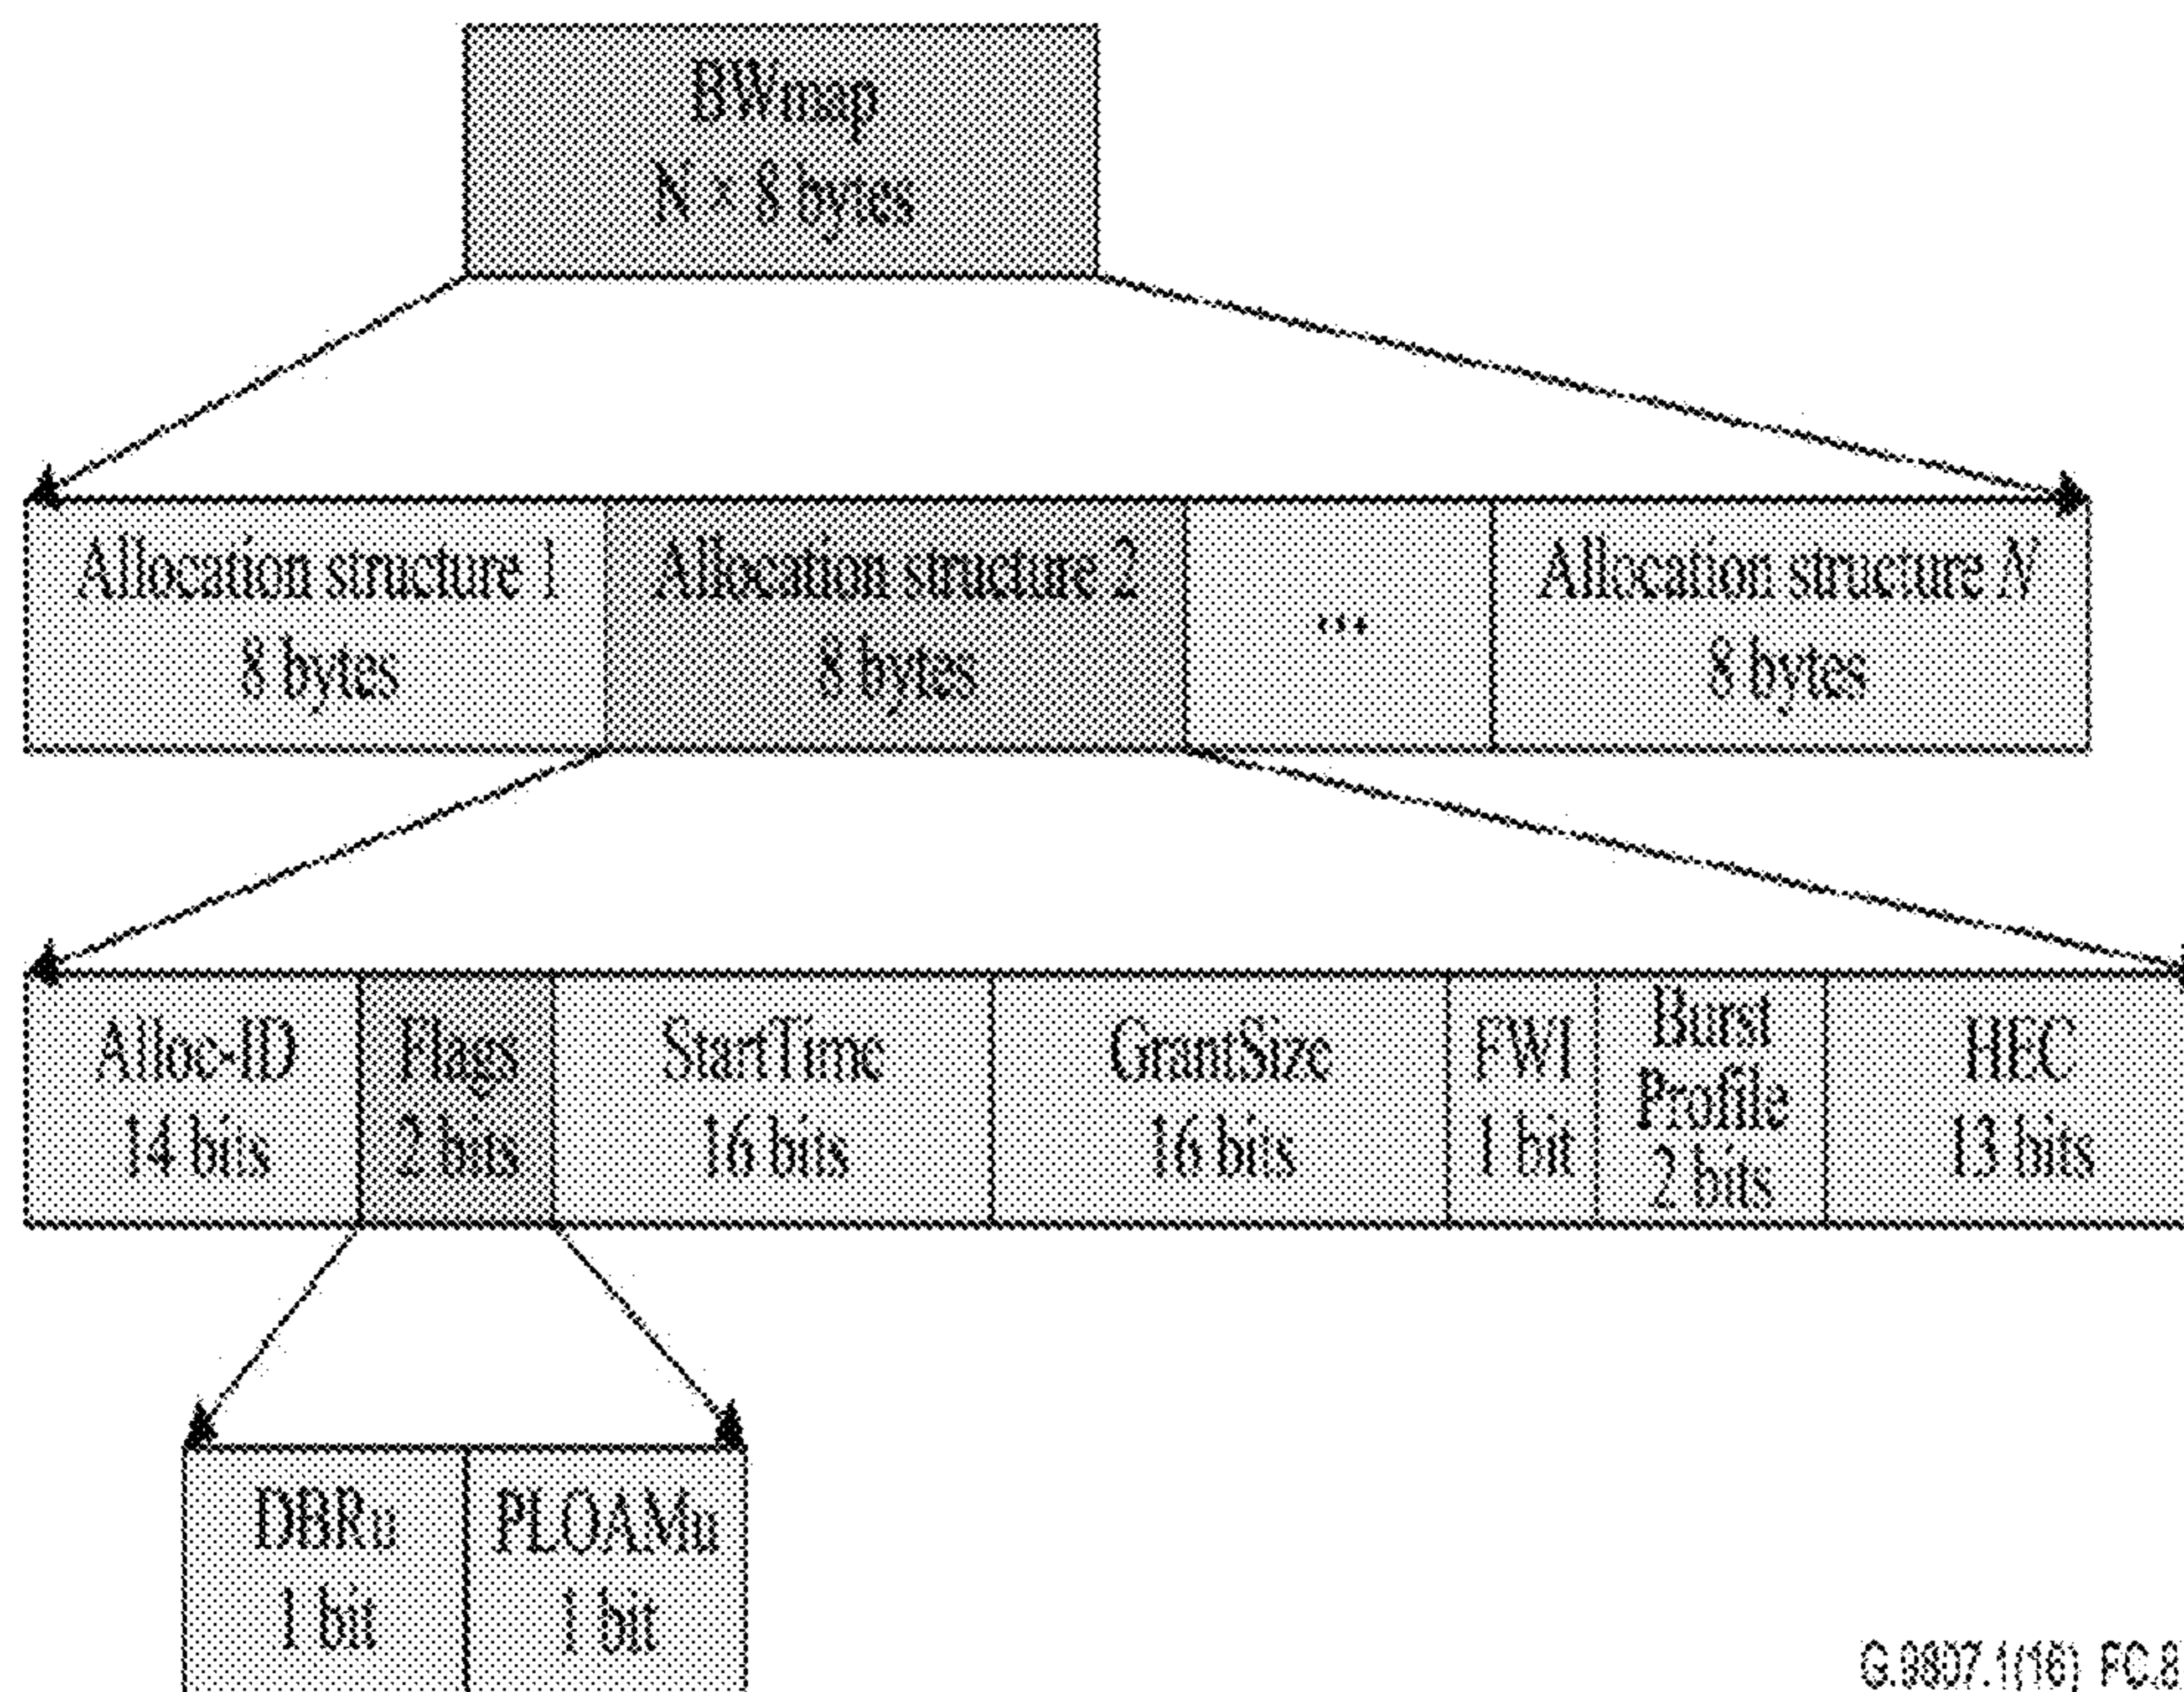 BWmap
N × 8 bytes
Allocation structure 1
8 bytes
Allocation structure 2
8 bytes
...
Allocation structure N
8 bytes
Alloc-ID
14 bits
Flags
2 bits
StartTime
16 bits
GrantSize
16 bits
FWI
1 bit
Burst
Profile
2 bits
HEC
13 bits
DBRu
1 bit
PLOAMu
1 bit
G.9807.1(16)_FC.8